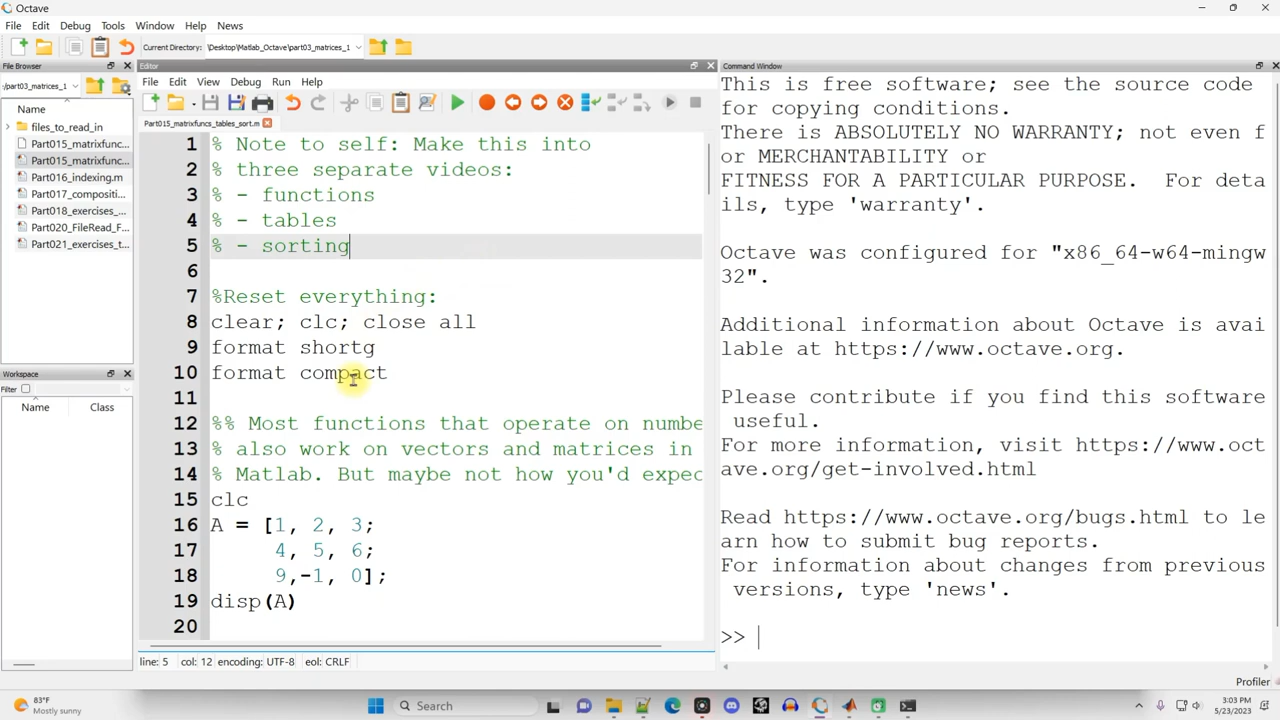 Octave
File Edit Debug Tools Window Help News
Current Directory: \Desktop\Matlab_Octave\part03_matrices_1
File Browser
/part03_matrices_1
Name
files_to_read_in
Part015_matrixfunc...
Part015_matrixfunc...
Part016_indexing.m
Part017_compositi...
Part018_exercises_...
Part020_FileRead_F...
Part021_exercises_t...
Workspace
Filter
Name Class
Editor
File Edit View Debug Run Help
Part015_matrixfuncs_tables_sort.m
1 % Note to self: Make this into
2 % three separate videos:
3 % - functions
4 % - tables
5 % - sorting
6
7 %Reset everything:
8 clear; clc; close all
9 format shortg
10 format compact
11
12 %% Most functions that operate on numbe
13 % also work on vectors and matrices in
14 % Matlab. But maybe not how you'd expec
15 clc
16 A = [1, 2, 3;
17 4, 5, 6;
18 9,-1, 0];
19 disp(A)
20
line: 5 col: 12 encoding: UTF-8 eol: CRLF
Command Window
This is free software; see the source code
for copying conditions.
There is ABSOLUTELY NO WARRANTY; not even f
or MERCHANTABILITY or
FITNESS FOR A PARTICULAR PURPOSE. For deta
ils, type 'warranty'.
Octave was configured for "x86_64-w64-mingw
32".
Additional information about Octave is avai
lable at https://www.octave.org.
Please contribute if you find this software
useful.
For more information, visit https://www.oct
ave.org/get-involved.html
Read https://www.octave.org/bugs.html to le
arn how to submit bug reports.
For information about changes from previous
versions, type 'news'.
>>
Profiler
83°F
Mostly sunny
Search
3:03 PM
5/23/2023